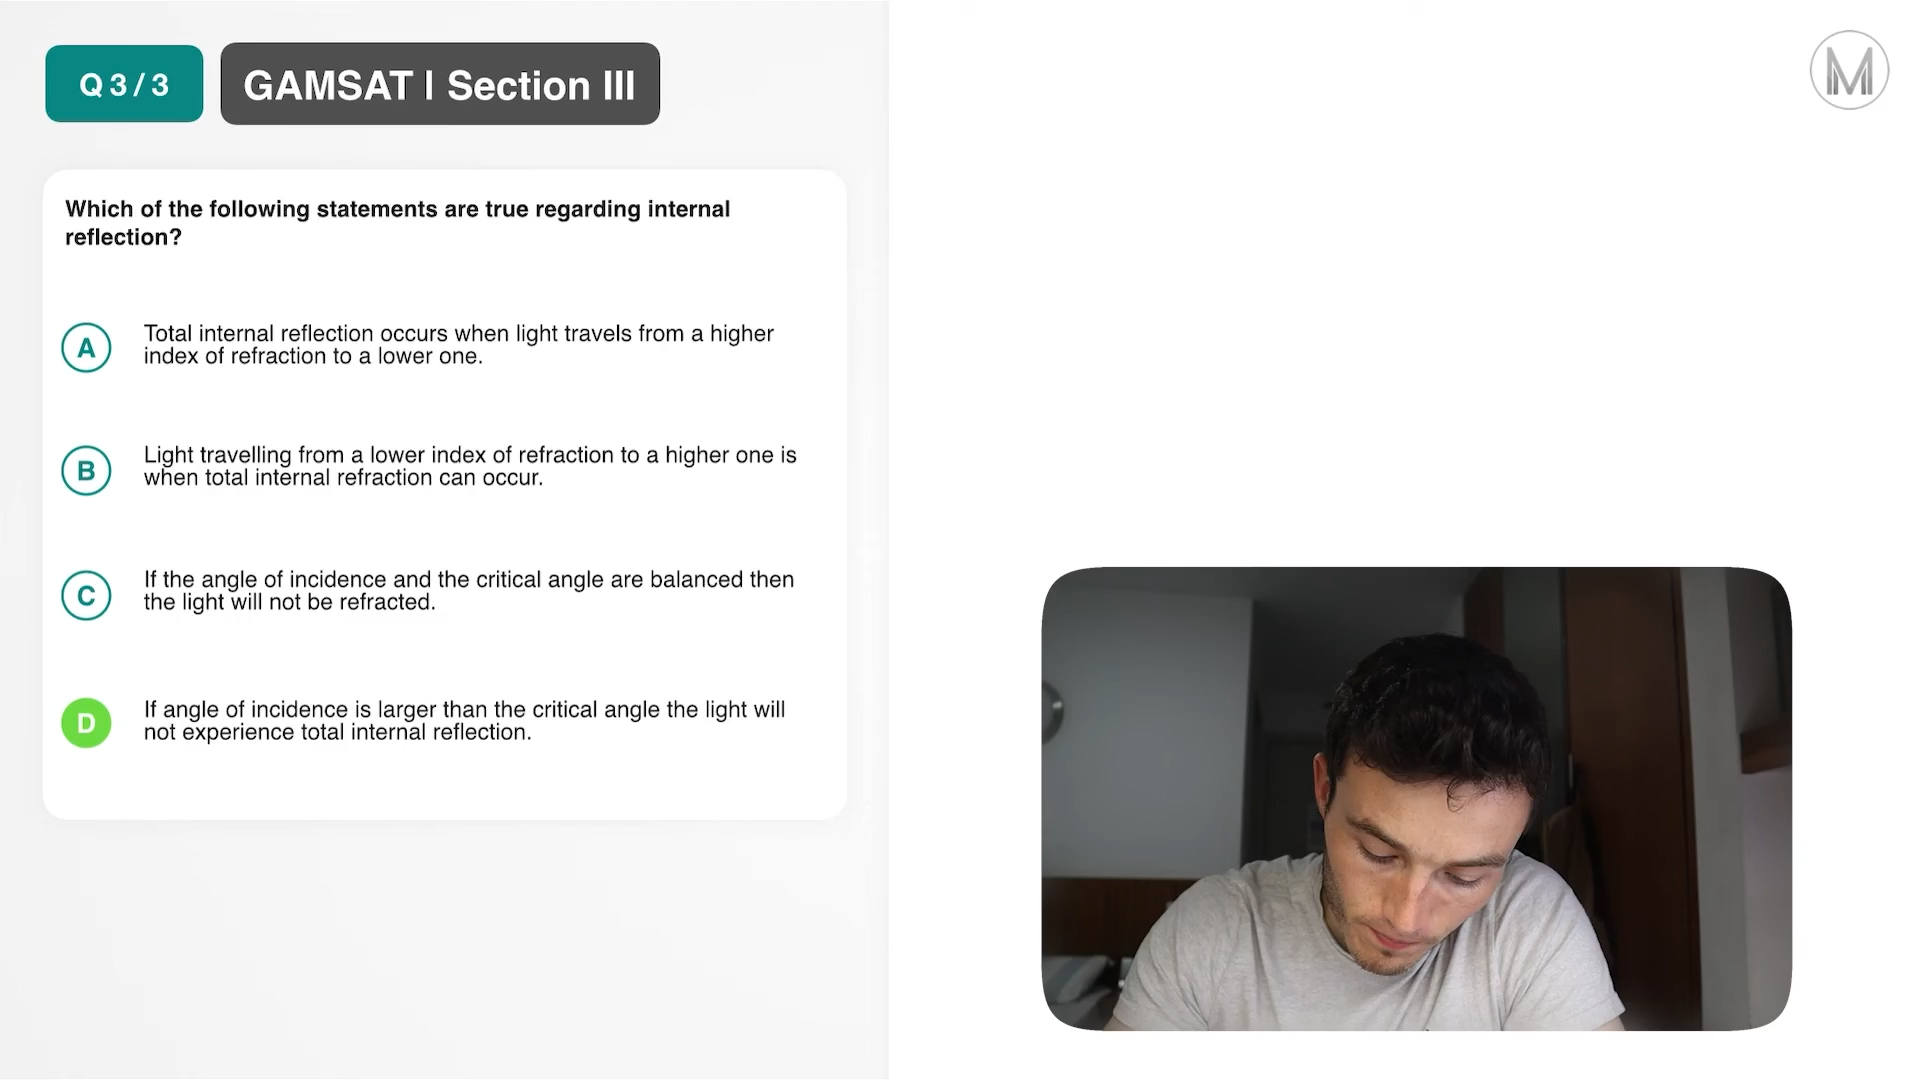 Q 3 / 3
GAMSAT | Section III
Which of the following statements are true regarding internal
reflection?
A
Total internal reflection occurs when light travels from a higher
index of refraction to a lower one.
B
Light travelling from a lower index of refraction to a higher one is
when total internal refraction can occur.
C
If the angle of incidence and the critical angle are balanced then
the light will not be refracted.
D
If angle of incidence is larger than the critical angle the light will
not experience total internal reflection.
M